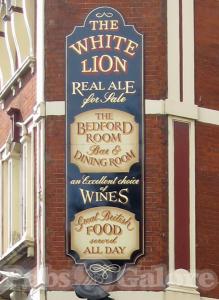 THE
WHITE
LION
REAL ALE
for Sale
THE
BEDFORD
ROOM
Bar &
DINING ROOM
an Excellent choice
of
WINES
Great British
FOOD
served
ALL DAY
Pubs Galore